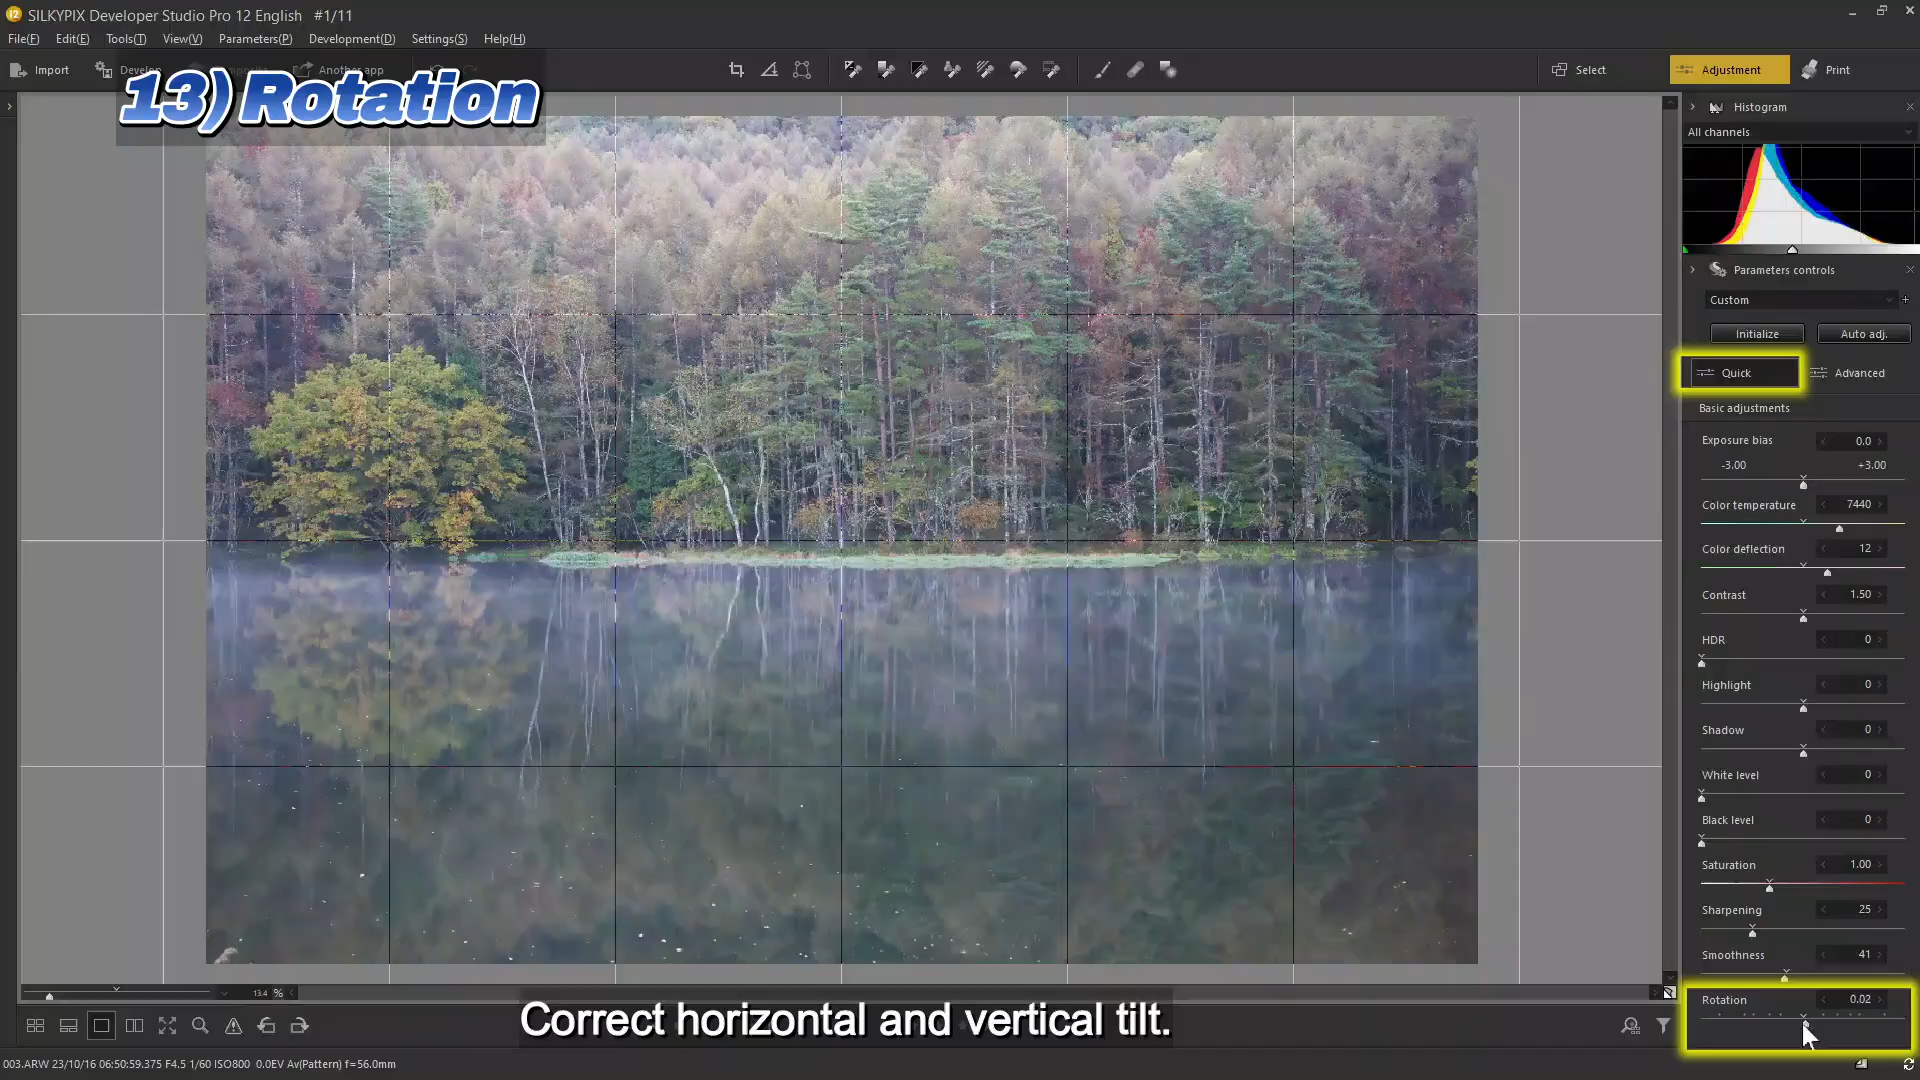 SILKYPIX Developer Studio Pro 12 English #1/11
File(F) Edit(E) Tools(T) View(V) Parameters(P) Development(D) Settings(S) Help(H)
Import Develop Another app Select Adjustment Print
13) Rotation
Histogram
All channels
Parameters controls
Custom
Initialize Auto adj.
Quick Advanced
Basic adjustments
Exposure bias 0.0
-3.00 +3.00
Color temperature 7440
Color deflection 12
Contrast 1.50
HDR 0
Highlight 0
Shadow 0
White level 0
Black level 0
Saturation 1.00
Sharpening 25
Smoothness 41
Rotation 0.02
13.4 %
Correct horizontal and vertical tilt.
003.ARW 23/10/16 06:50:59.375 F4.5 1/60 ISO800 0.0EV Av(Pattern) f=56.0mm